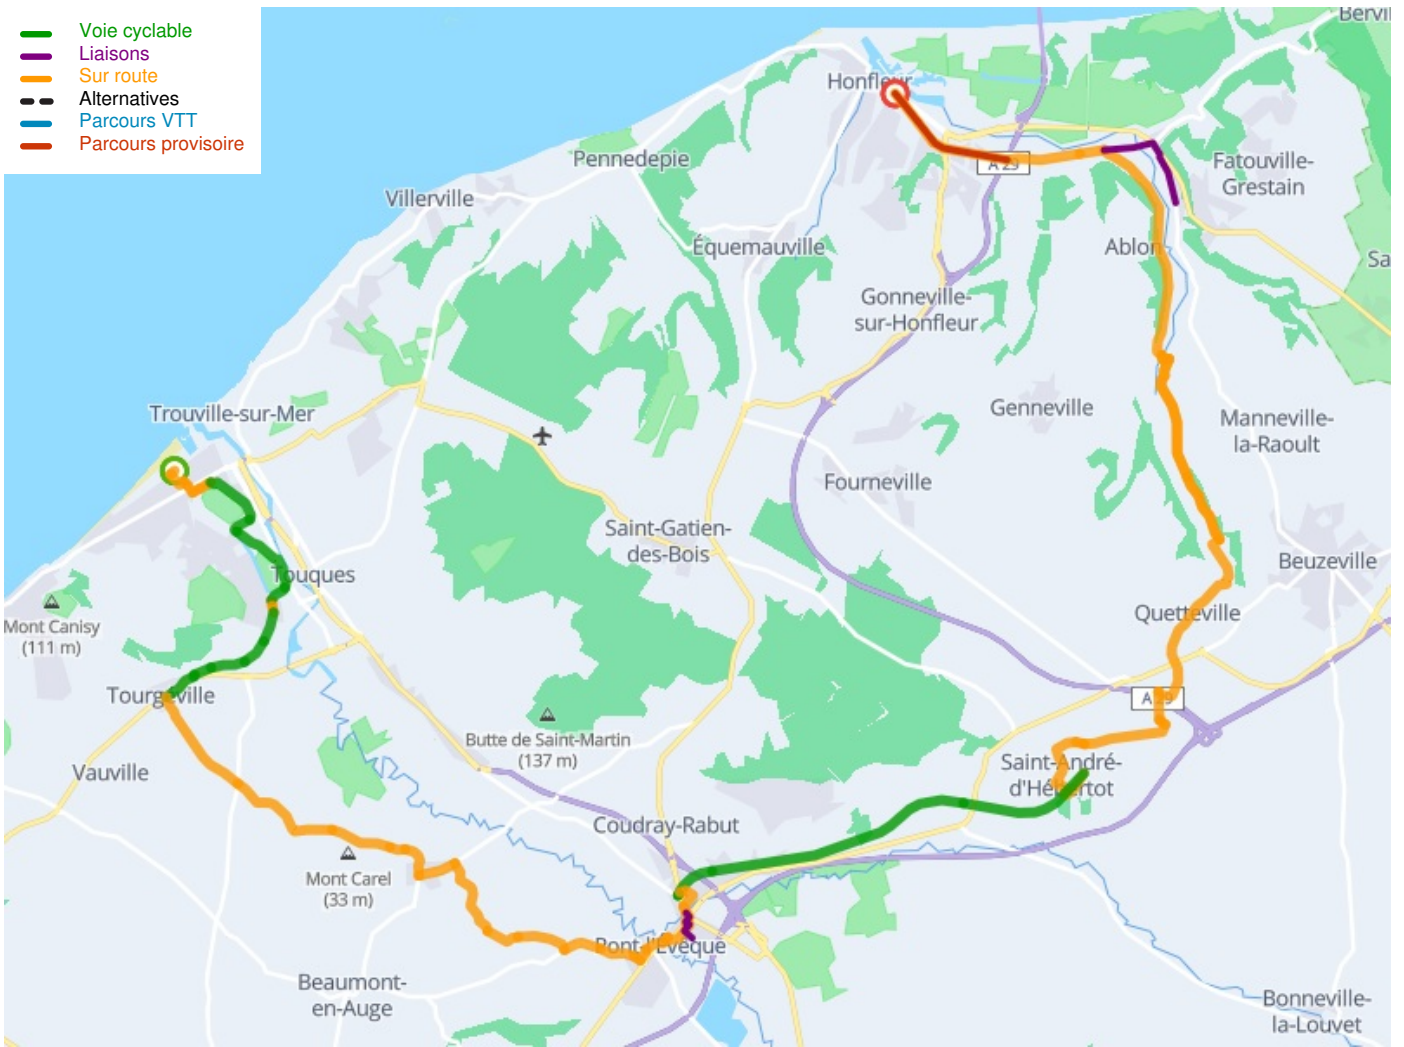 Voie cyclable
Liaisons
Sur route
Alternatives
Parcours VTT
Parcours provisoire
Honfleur
Pennedepie
A 29
Fatouville-
Grestain
Villerville
Équemauville
Ablon
Gonneville-
sur-Honfleur
Trouville-sur-Mer
Genneville
Manneville-
la-Raoult
Fourneville
Saint-Gatien-
des-Bois
Touques
Beuzeville
Mont Canisy
(111 m)
Quetteville
Tourgéville
A 29
Butte de Saint-Martin
(137 m)
Vauville
Saint-André-
d'Hébertot
Coudray-Rabut
Mont Carel
(33 m)
Pont-l'Évêque
Beaumont-
en-Auge
Bonneville-
la-Louvet